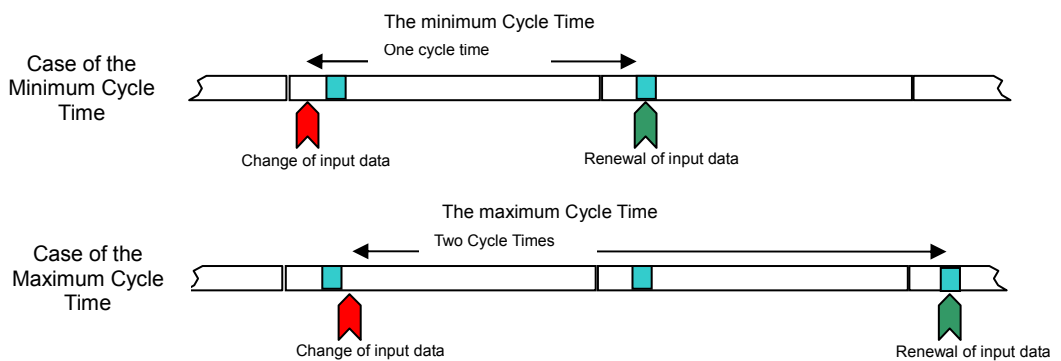 The minimum Cycle Time
One cycle time
Case of the
Minimum Cycle
Time
Change of input data
Renewal of input data
The maximum Cycle Time
Two Cycle Times
Case of the
Maximum Cycle
Time
Change of input data
Renewal of input data